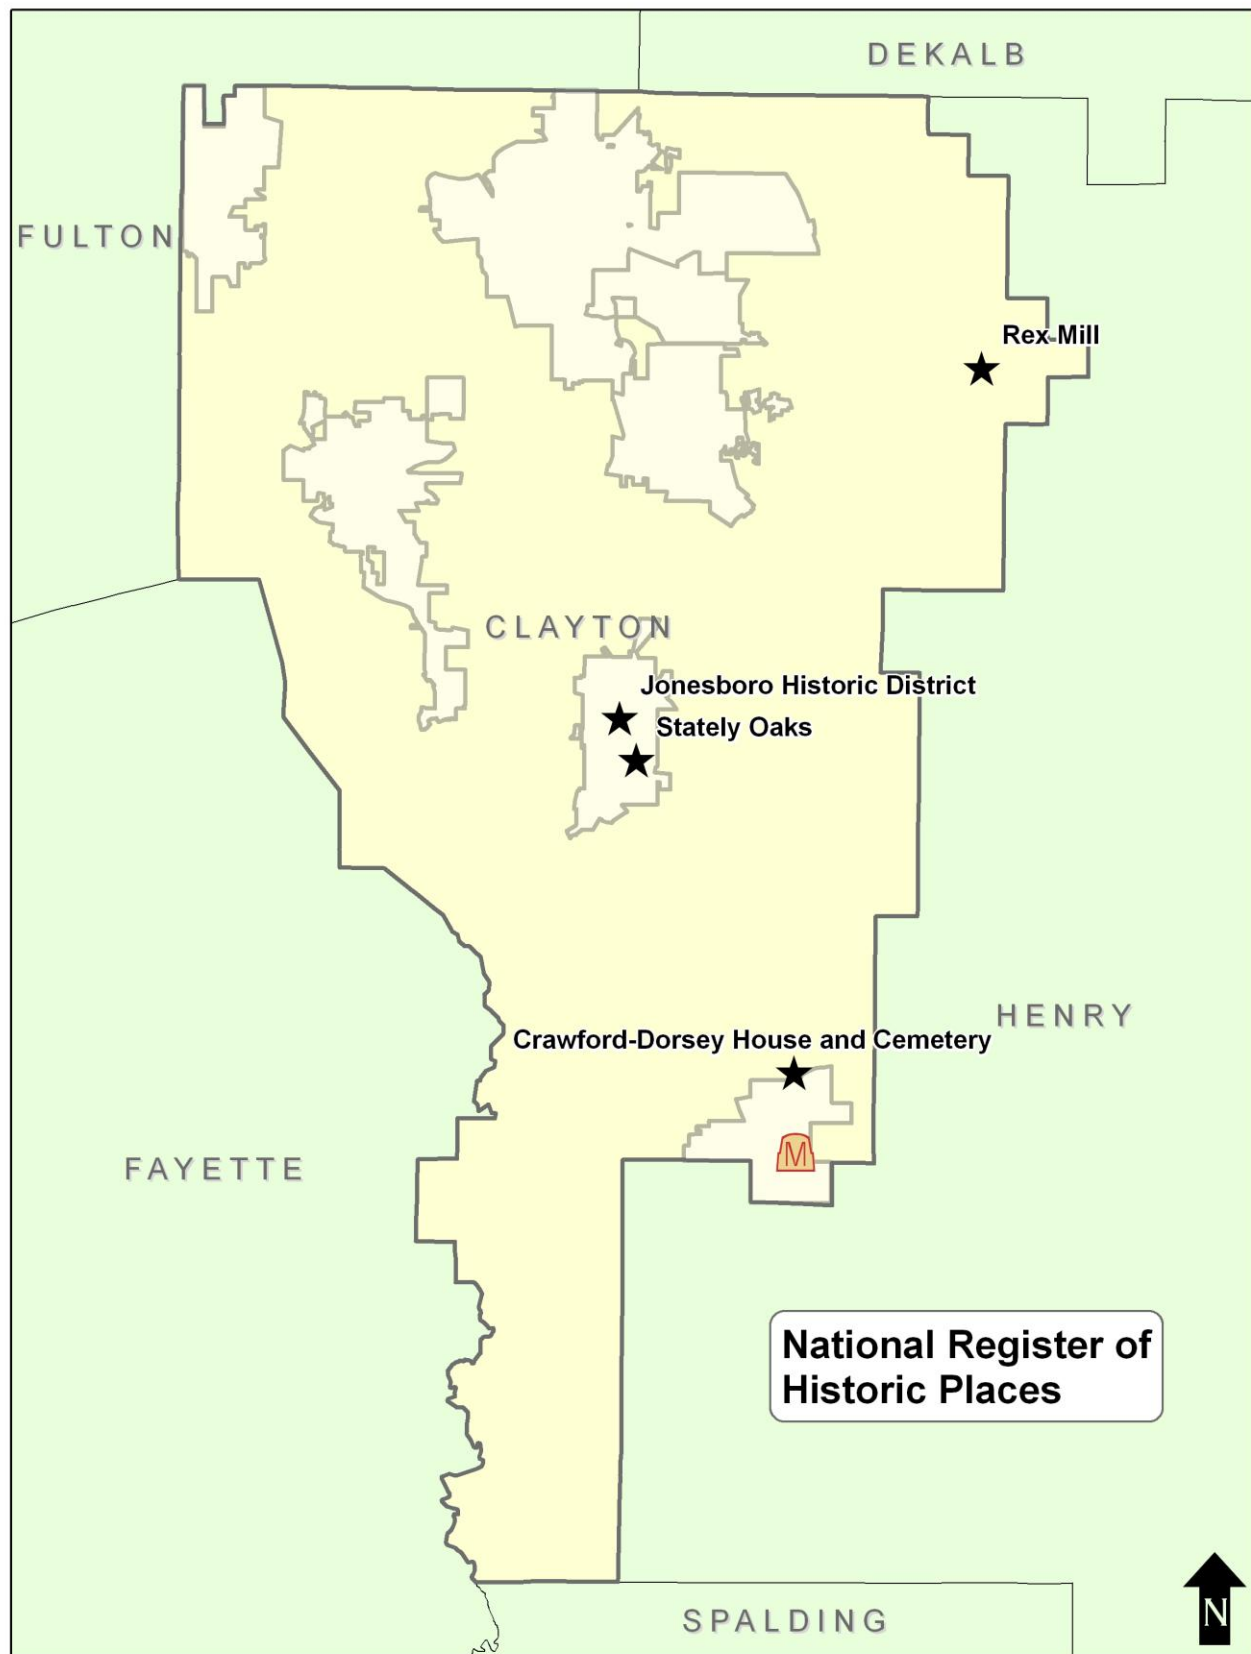 DEKALB
FULTON
Rex Mill
CLAYTON
Jonesboro Historic District
Stately Oaks
HENRY
Crawford-Dorsey House and Cemetery
M
FAYETTE
National Register of
Historic Places
SPALDING
N